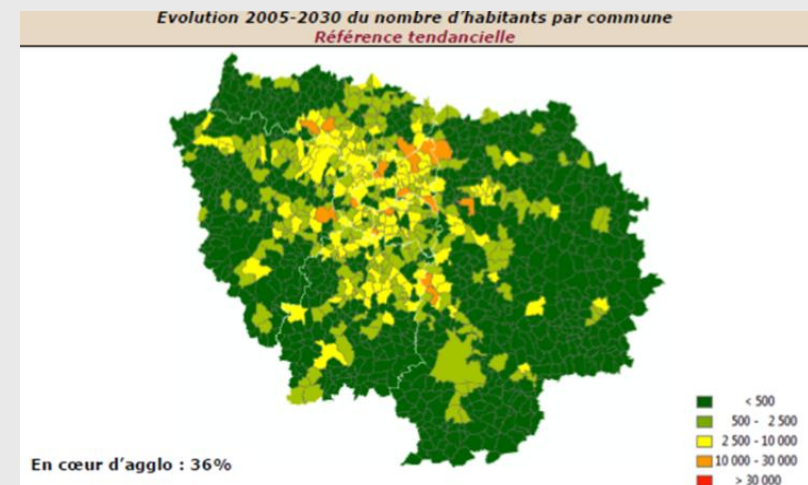 Evolution 2005-2030 du nombre d'habitants par commune
Référence tendancielle
< 500
500 - 2 500
2 500 - 10 000
10 000 - 30 000
> 30 000
En cœur d'agglo : 36%